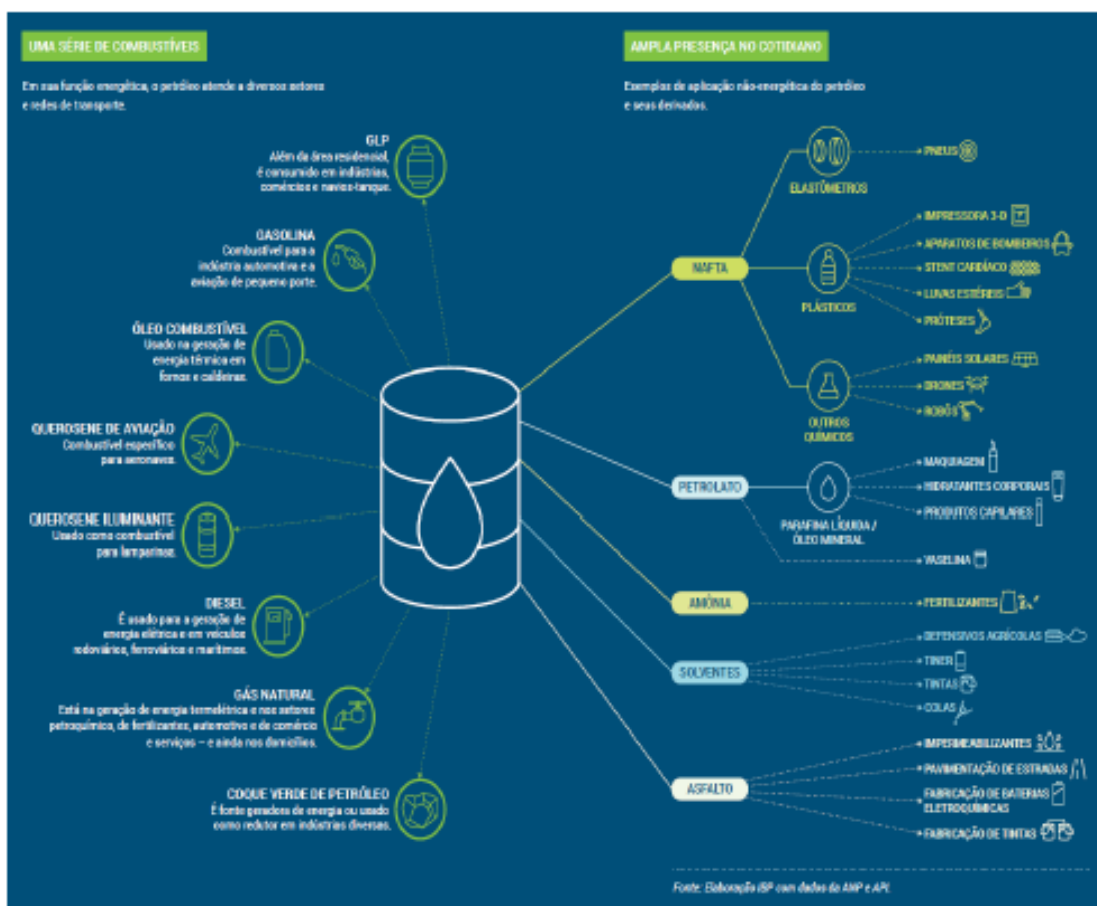 UMA SÉRIE DE COMBUSTÍVEIS
Em sua função energética, o petróleo atende a diversos setores
e redes de transporte.
GLP
Além da área residencial,
é consumido em indústrias,
comércios e navios-tanque.
GASOLINA
Combustível para a
indústria automotiva e a
aviação de pequeno porte.
ÓLEO COMBUSTÍVEL
Usado na geração de
energia térmica em
fornos e caldeiras.
QUEROSENE DE AVIAÇÃO
Combustível específico
para aeronaves.
QUEROSENE ILUMINANTE
Usado como combustível
para lamparinas.
DIESEL
É usado para a geração de
energia elétrica e em veículos
rodoviários, ferroviários e marítimos.
GÁS NATURAL
Está na geração de energia termelétrica e nos setores
petroquímico, de fertilizantes, automotivo e de comércio
e serviços – e ainda nos domicílios.
COQUE VERDE DE PETRÓLEO
É fonte geradora de energia ou usado
como redutor em indústrias diversas.
AMPLA PRESENÇA NO COTIDIANO
Exemplos de aplicação não-energética do petróleo
e seus derivados.
NAFTA
ELASTÔMETROS
PNEUS
PLÁSTICOS
IMPRESSORA 3-D
APARATOS DE BOMBEIROS
STENT CARDÍACO
LUVAS ESTÉREIS
PRÓTESES
OUTROS
QUÍMICOS
PAINÉIS SOLARES
DRONES
ROBÔS
PETROLATO
PARAFINA LÍQUIDA /
ÓLEO MINERAL
MAQUIAGEM
HIDRATANTES CORPORAIS
PRODUTOS CAPILARES
VASELINA
AMÔNIA
FERTILIZANTES
SOLVENTES
DEFENSIVOS AGRÍCOLAS
TINER
TINTAS
COLAS
ASFALTO
IMPERMEABILIZANTES
PAVIMENTAÇÃO DE ESTRADAS
FABRICAÇÃO DE BATERIAS
ELETROQUÍMICAS
FABRICAÇÃO DE TINTAS
Fonte: Elaboração IBP com dados da ANP e API.